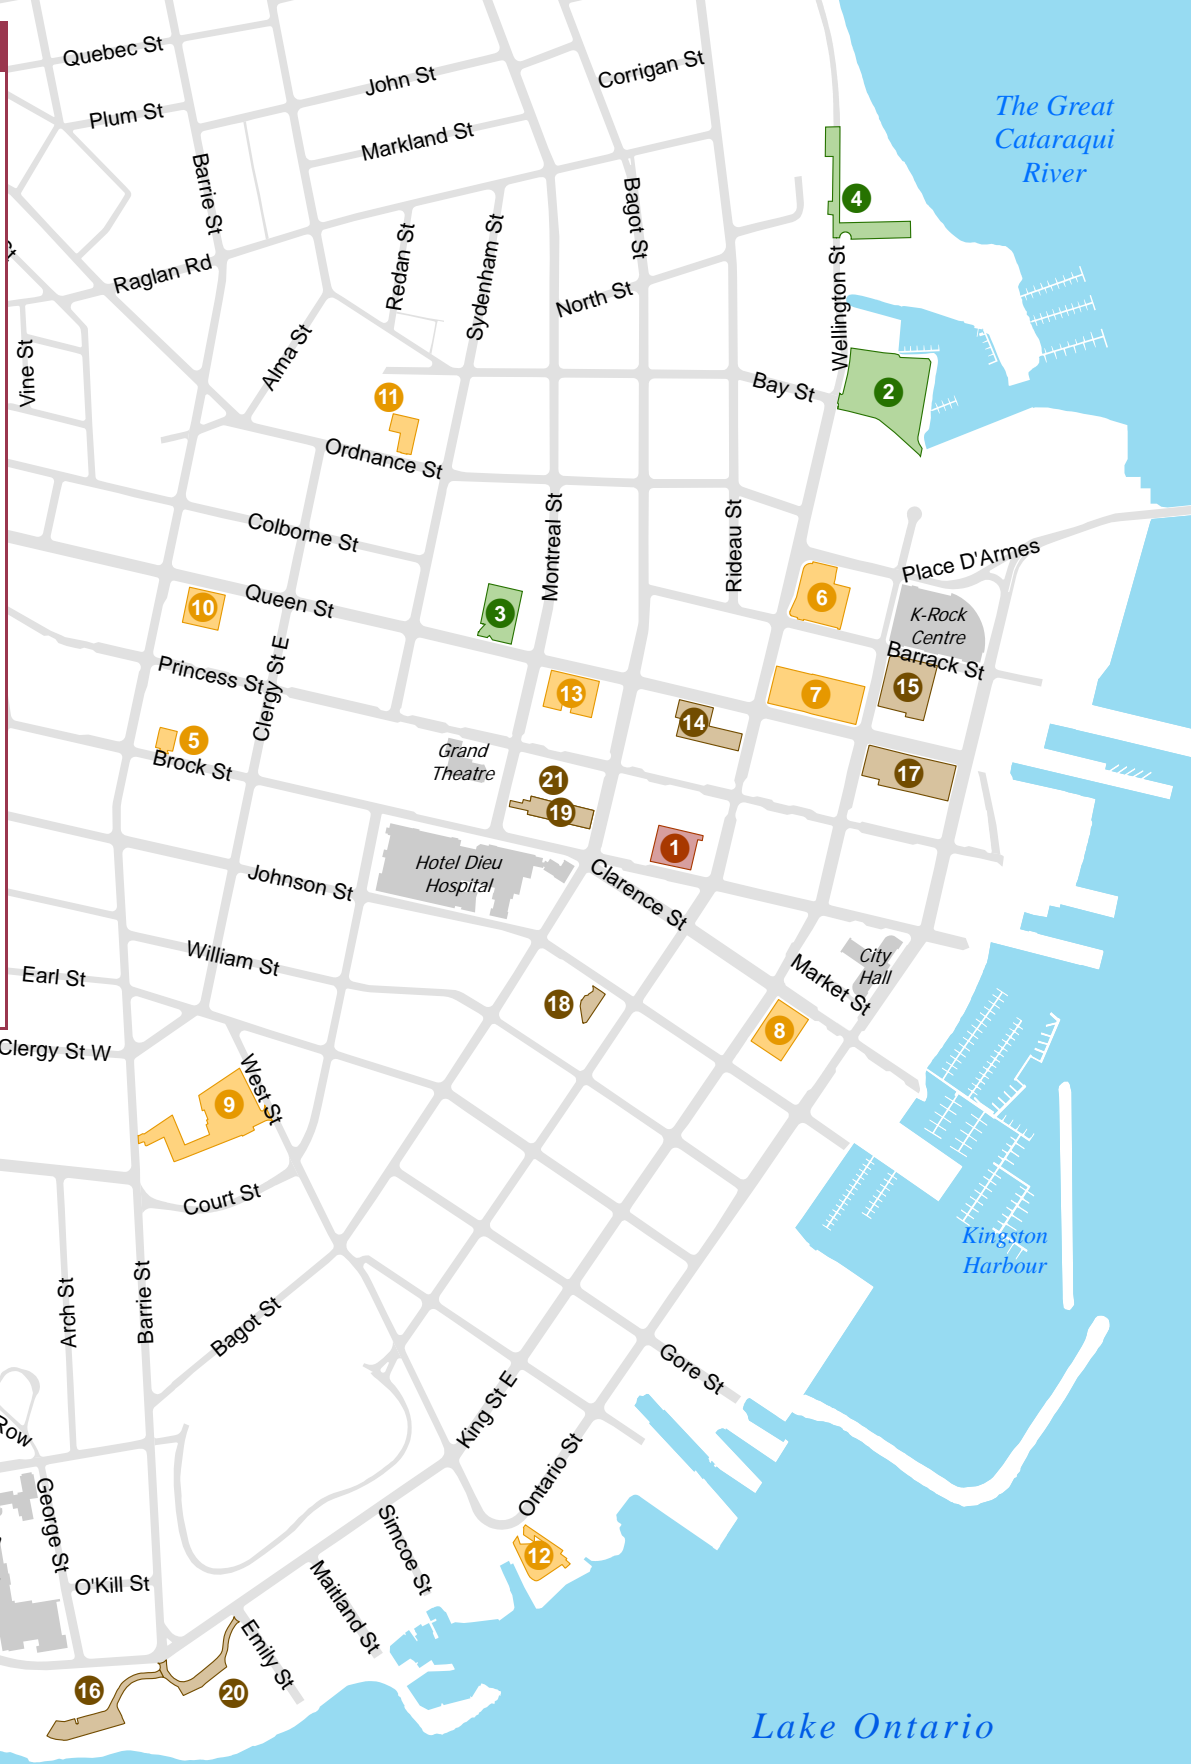 Quebec St
John St
Corrigan St
Plum St
Markland St
The Great
Cataraqui
River
Barrie St
Bagot St
4
Raglan Rd
Redan St
Sydenham St
North St
Wellington St
Vine St
Alma St
Bay St
2
11
Ordnance St
Colborne St
Montreal St
Rideau St
Place D'Armes
10
Queen St
3
6
K-Rock
Centre
Barrack St
Princess St
Clergy St E
13
7
15
14
5
Brock St
Grand
Theatre
21
19
17
1
Hotel Dieu
Hospital
Johnson St
Clarence St
William St
Earl St
City
Hall
Market St
18
8
Clergy St W
West St
9
Court St
Kingston
Harbour
Arch St
Barrie St
Bagot St
Gore St
King St E
Row
Ontario St
George St
Simcoe St
12
O'Kill St
Maitland St
Emily St
16
20
Lake Ontario